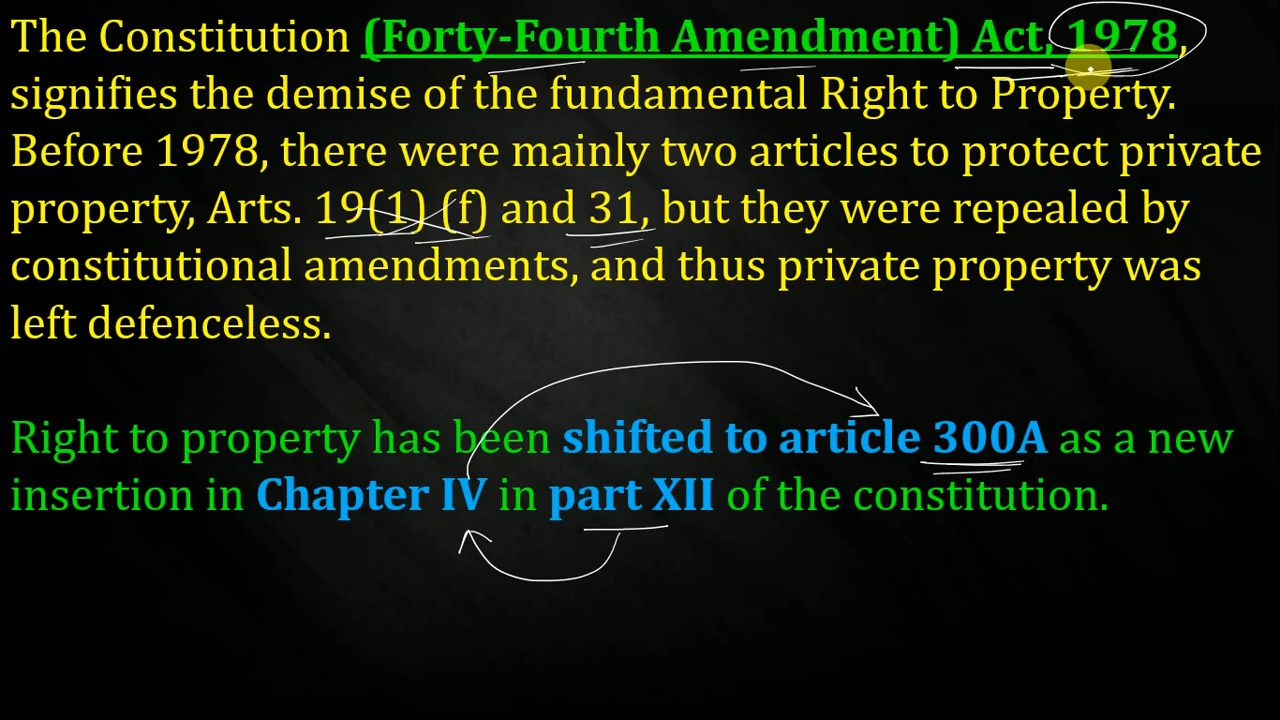 The Constitution (Forty-Fourth Amendment) Act, 1978,
signifies the demise of the fundamental Right to Property.
Before 1978, there were mainly two articles to protect private
property, Arts. 19(1) (f) and 31, but they were repealed by
constitutional amendments, and thus private property was
left defenceless.
Right to property has been shifted to article 300A as a new
insertion in Chapter IV in part XII of the constitution.